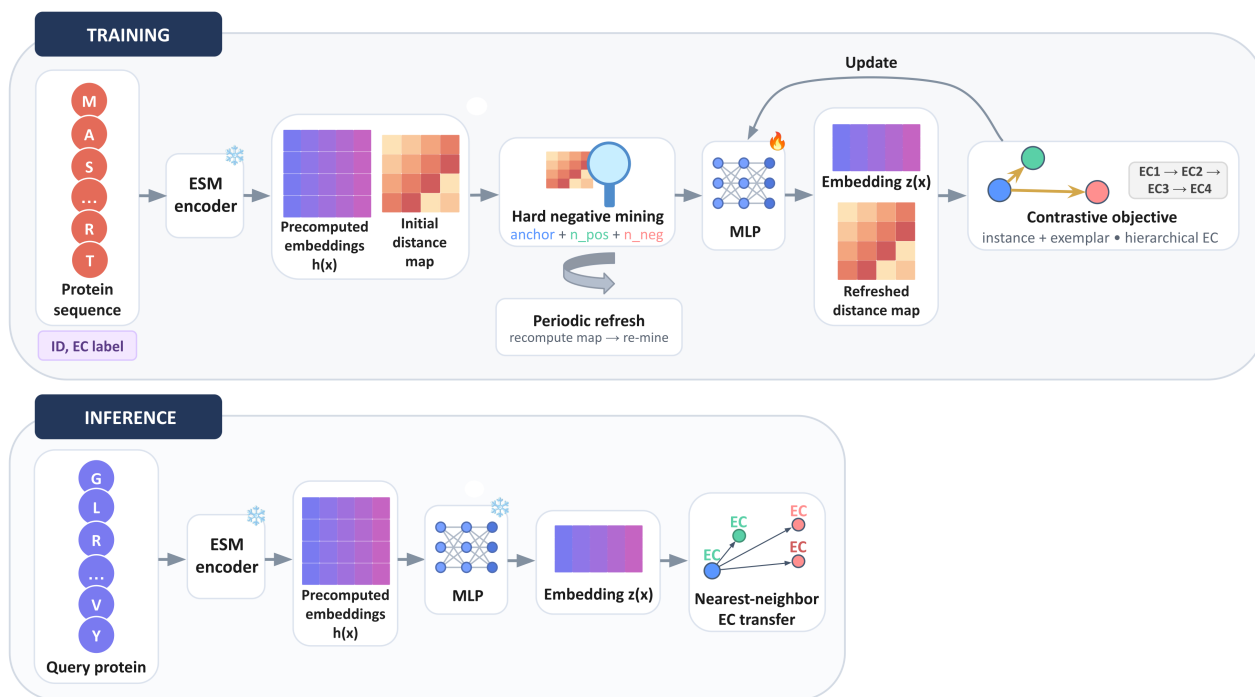 TRAINING
M
A
S
...
R
T
Protein
sequence
ID, EC label
ESM
encoder
Precomputed
embeddings
h(x)
Initial
distance
map
Hard negative mining
anchor + n_pos + n_neg
Periodic refresh
recompute map → re-mine
MLP
Update
Embedding z(x)
Refreshed
distance map
EC1 → EC2 →
EC3 → EC4
Contrastive objective
instance + exemplar • hierarchical EC
INFERENCE
G
L
R
...
V
Y
Query protein
ESM
encoder
Precomputed
embeddings
h(x)
MLP
Embedding z(x)
EC
EC
EC
EC
Nearest-neighbor
EC transfer